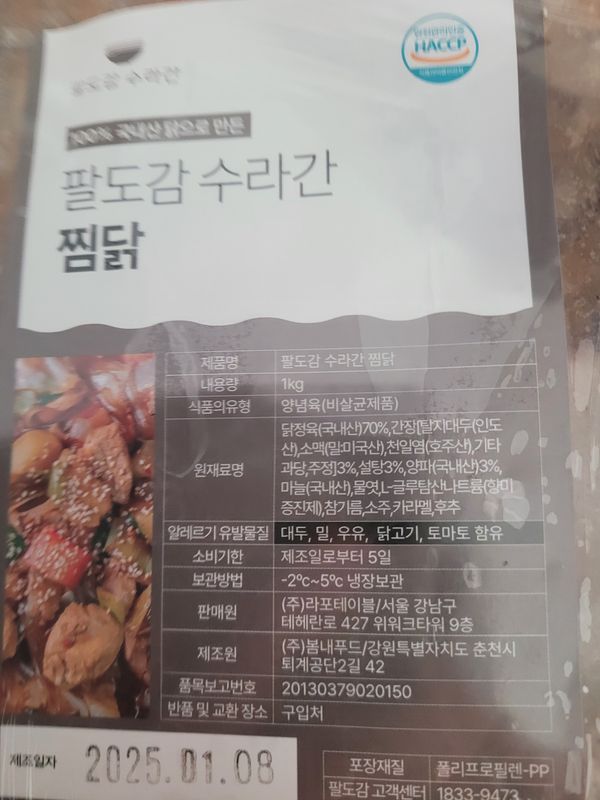 팔도감 수라간
HACCP
100% 국내산 닭으로 만든
팔도감 수라간
찜닭
제품명 팔도감 수라간 찜닭
내용량 1kg
식품의유형 양념육(비살균제품)
원재료명 닭정육(국내산)70%,간장[탈지대두(인도
산),소맥(밀:미국산),천일염(호주산),기타
과당,주정]3%,설탕3%,양파(국내산)3%,
마늘(국내산),물엿,L-글루탐산나트륨(향미
증진제),참기름,소주,카라멜,후추
알레르기 유발물질 대두, 밀, 우유, 닭고기, 토마토 함유
소비기한 제조일로부터 5일
보관방법 -2℃~5℃ 냉장보관
판매원 (주)라포테이블/서울 강남구
테헤란로 427 위워크타워 9층
제조원 (주)봄내푸드/강원특별자치도 춘천시
퇴계공단2길 42
품목보고번호 20130379020150
반품 및 교환 장소 구입처
제조일자 2025.01.08
포장재질 폴리프로필렌-PP
팔도감 고객센터 1833-9473